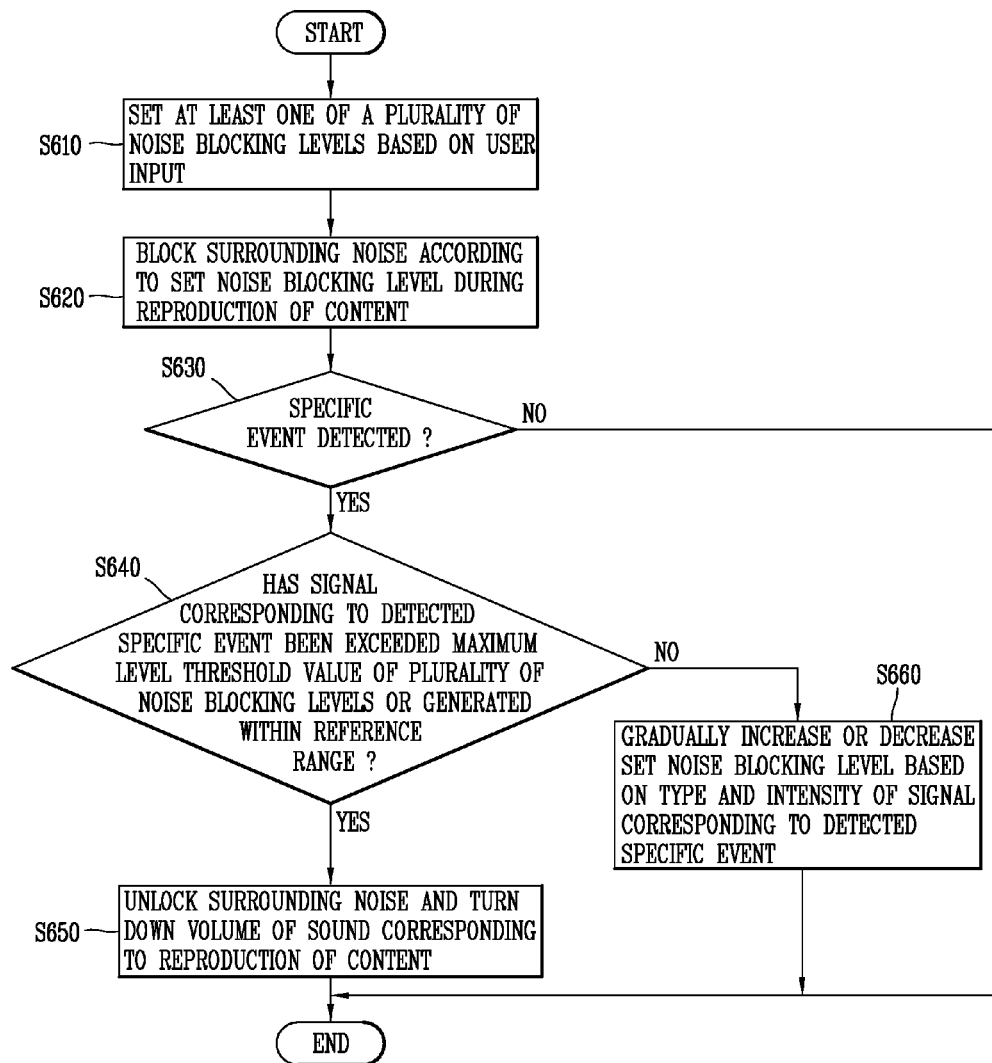 START
S610
SET AT LEAST ONE OF A PLURALITY OF
NOISE BLOCKING LEVELS BASED ON USER
INPUT
S620
BLOCK SURROUNDING NOISE ACCORDING
TO SET NOISE BLOCKING LEVEL DURING
REPRODUCTION OF CONTENT
S630
SPECIFIC
EVENT DETECTED ?
NO
YES
S640
HAS SIGNAL
CORRESPONDING TO DETECTED
SPECIFIC EVENT BEEN EXCEEDED MAXIMUM
LEVEL THRESHOLD VALUE OF PLURALITY OF
NOISE BLOCKING LEVELS OR GENERATED
WITHIN REFERENCE
RANGE ?
NO
YES
S660
GRADUALLY INCREASE OR DECREASE
SET NOISE BLOCKING LEVEL BASED
ON TYPE AND INTENSITY OF SIGNAL
CORRESPONDING TO DETECTED
SPECIFIC EVENT
S650
UNLOCK SURROUNDING NOISE AND TURN
DOWN VOLUME OF SOUND CORRESPONDING
TO REPRODUCTION OF CONTENT
END